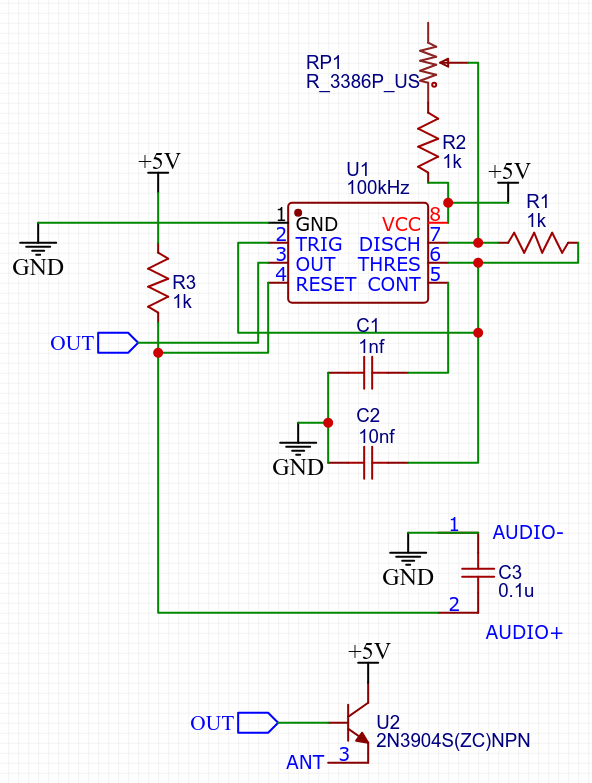 RP1
R_3386P_US
R2
1k
+5V
+5V
U1
100kHz
R1
1k
1
GND
VCC
8
2
TRIG
DISCH
7
3
OUT
THRES
6
4
RESET
CONT
5
GND
R3
1k
OUT
C1
1nf
C2
10nf
GND
1
AUDIO-
GND
C3
0.1u
2
AUDIO+
+5V
OUT
U2
2N3904S(ZC)NPN
ANT
3